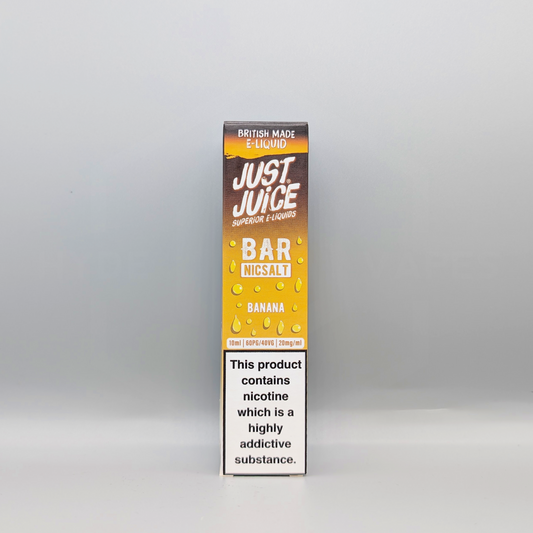 BRITISH MADE
E-LIQUID
JUST
JUICE
SUPERIOR E-LIQUIDS
BAR
NICSALT
BANANA
10ml | 60PG/40VG | 20mg/ml
This product
contains
nicotine
which is a
highly
addictive
substance.